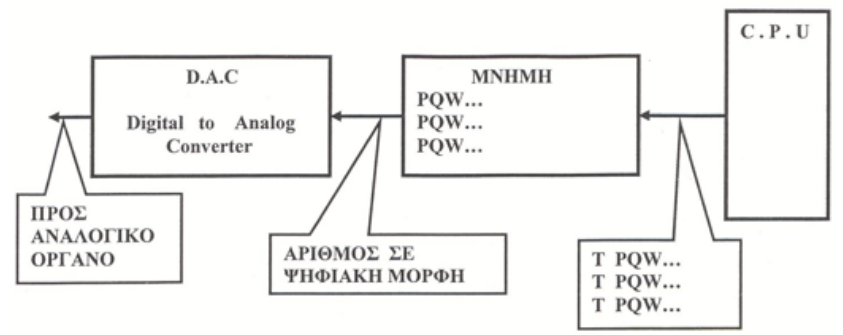 C.P.U
D.A.C
Digital to Analog
Converter
ΜΝΗΜΗ
PQW...
PQW...
PQW...
ΠΡΟΣ
ΑΝΑΛΟΓΙΚΟ
ΟΡΓΑΝΟ
ΑΡΙΘΜΟΣ ΣΕ
ΨΗΦΙΑΚΗ ΜΟΡΦΗ
T PQW...
T PQW...
T PQW...